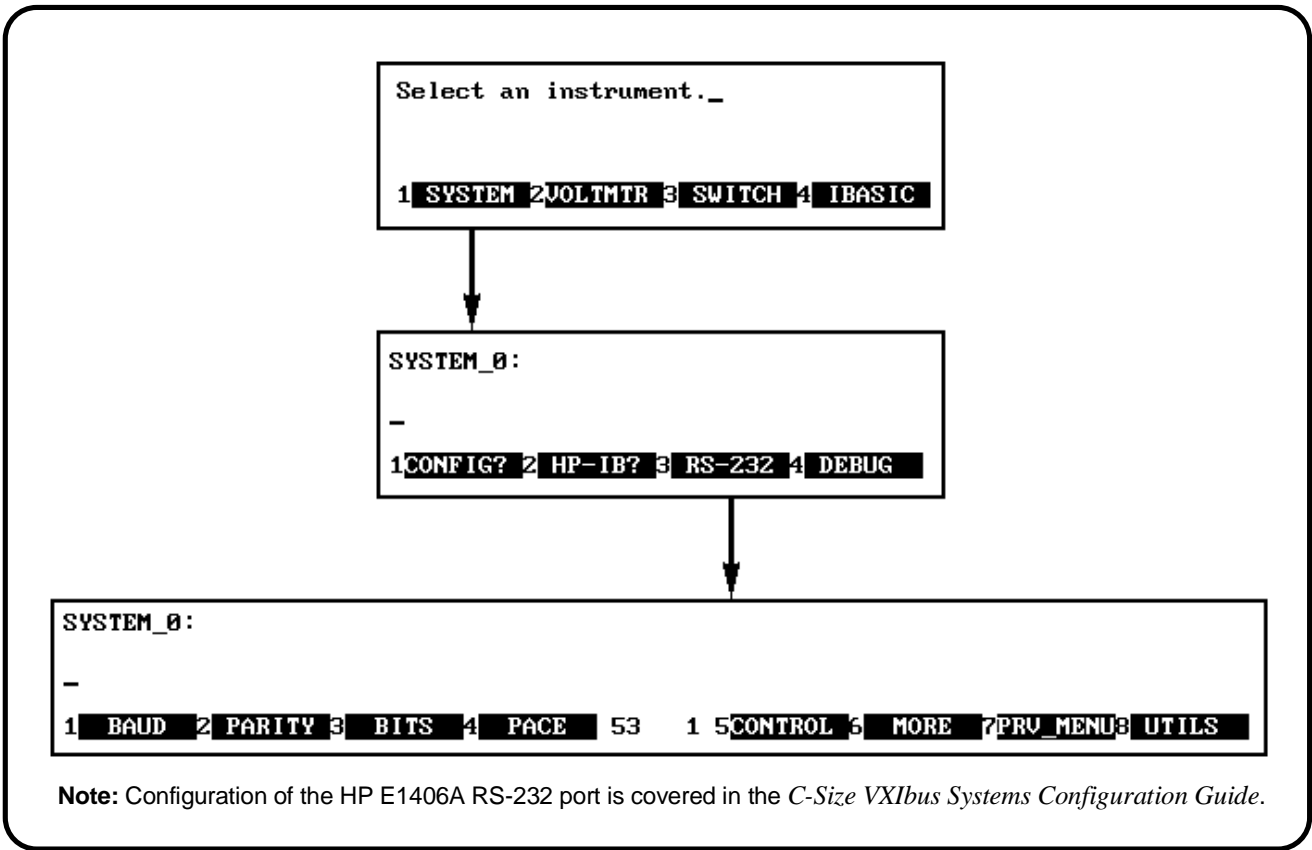 Select an instrument._
1 SYSTEM 2 VOLTMTR 3 SWITCH 4 IBASIC
SYSTEM_0:
_
1 CONFIG? 2 HP-IB? 3 RS-232 4 DEBUG
SYSTEM_0:
_
1 BAUD 2 PARITY 3 BITS 4 PACE 53 1 5 CONTROL 6 MORE 7 PRV_MENU 8 UTILS
Note: Configuration of the HP E1406A RS-232 port is covered in the C-Size VXIbus Systems Configuration Guide.